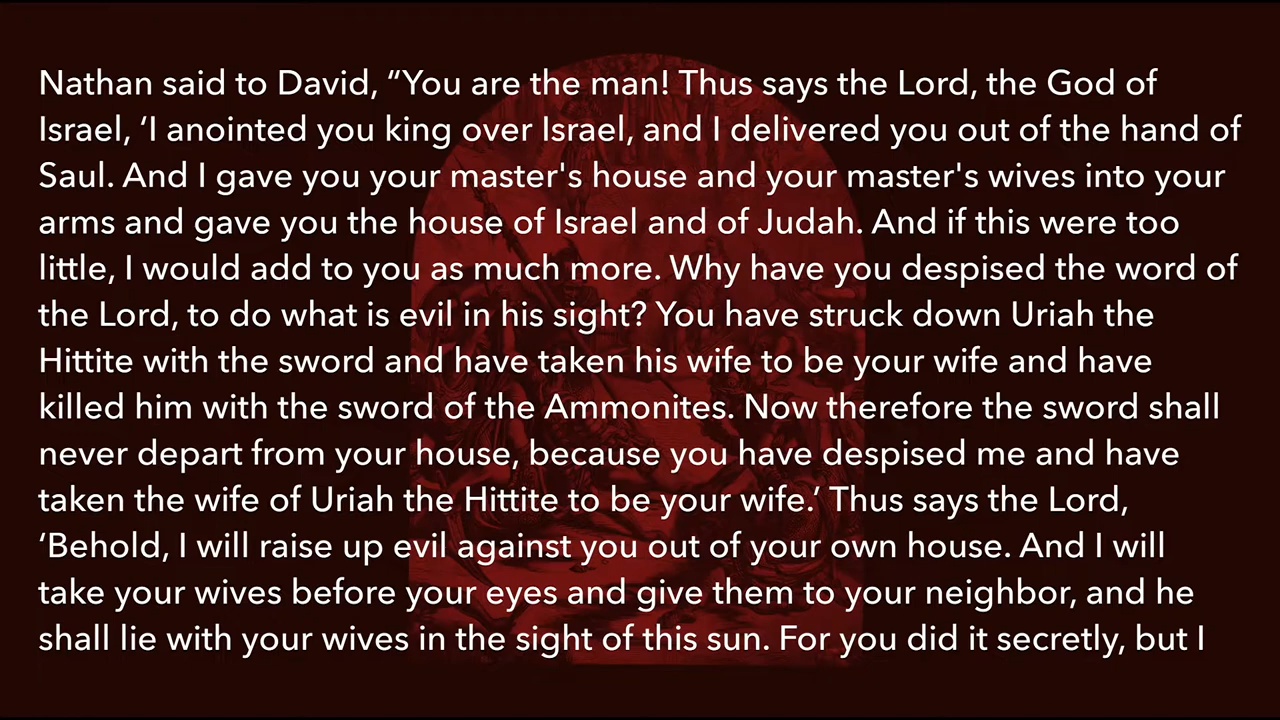 Nathan said to David, “You are the man! Thus says the Lord, the God of
Israel, ‘I anointed you king over Israel, and I delivered you out of the hand of
Saul. And I gave you your master's house and your master's wives into your
arms and gave you the house of Israel and of Judah. And if this were too
little, I would add to you as much more. Why have you despised the word of
the Lord, to do what is evil in his sight? You have struck down Uriah the
Hittite with the sword and have taken his wife to be your wife and have
killed him with the sword of the Ammonites. Now therefore the sword shall
never depart from your house, because you have despised me and have
taken the wife of Uriah the Hittite to be your wife.’ Thus says the Lord,
‘Behold, I will raise up evil against you out of your own house. And I will
take your wives before your eyes and give them to your neighbor, and he
shall lie with your wives in the sight of this sun. For you did it secretly, but I